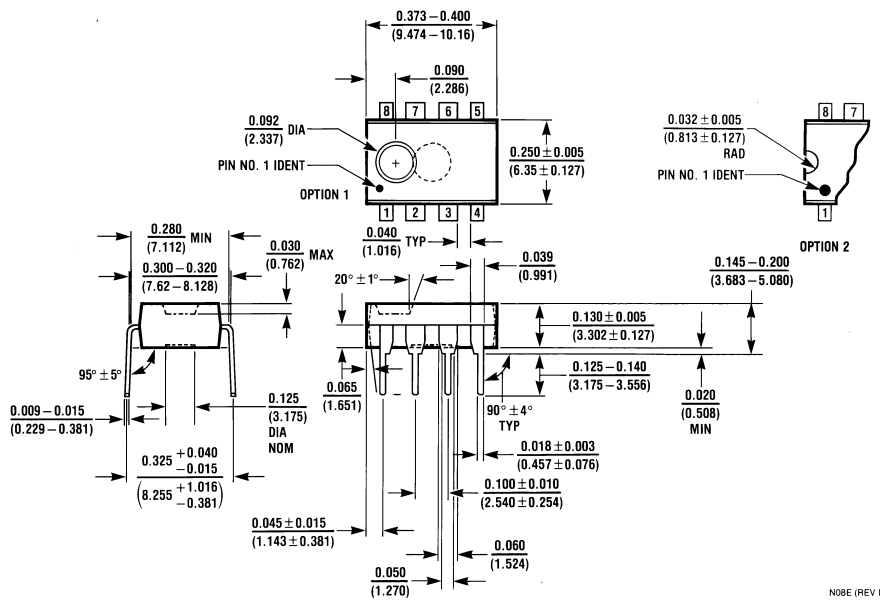 0.373 – 0.400
(9.474 – 10.16)
0.090
(2.286)
8 7 6 5
0.092
(2.337) DIA
PIN NO. 1 IDENT
OPTION 1
+
0.250 ± 0.005
(6.35 ± 0.127)
1 2 3 4
0.032 ± 0.005
(0.813 ± 0.127)
RAD
PIN NO. 1 IDENT
8 7
1
OPTION 2
0.280 MIN
(7.112)
0.300 – 0.320
(7.62 – 8.128)
0.030 MAX
(0.762)
0.040 TYP
(1.016)
0.039
(0.991)
20° ± 1°
0.145 – 0.200
(3.683 – 5.080)
0.130 ± 0.005
(3.302 ± 0.127)
0.125 – 0.140
(3.175 – 3.556)
0.020
(0.508)
MIN
95° ± 5°
0.065
(1.651)
90° ± 4°
TYP
0.009 – 0.015
(0.229 – 0.381)
0.125
(3.175)
DIA
NOM
0.018 ± 0.003
(0.457 ± 0.076)
0.325 +0.040
–0.015
(8.255 +1.016
–0.381)
0.100 ± 0.010
(2.540 ± 0.254)
0.045 ± 0.015
(1.143 ± 0.381)
0.060
(1.524)
0.050
(1.270)
N08E (REV